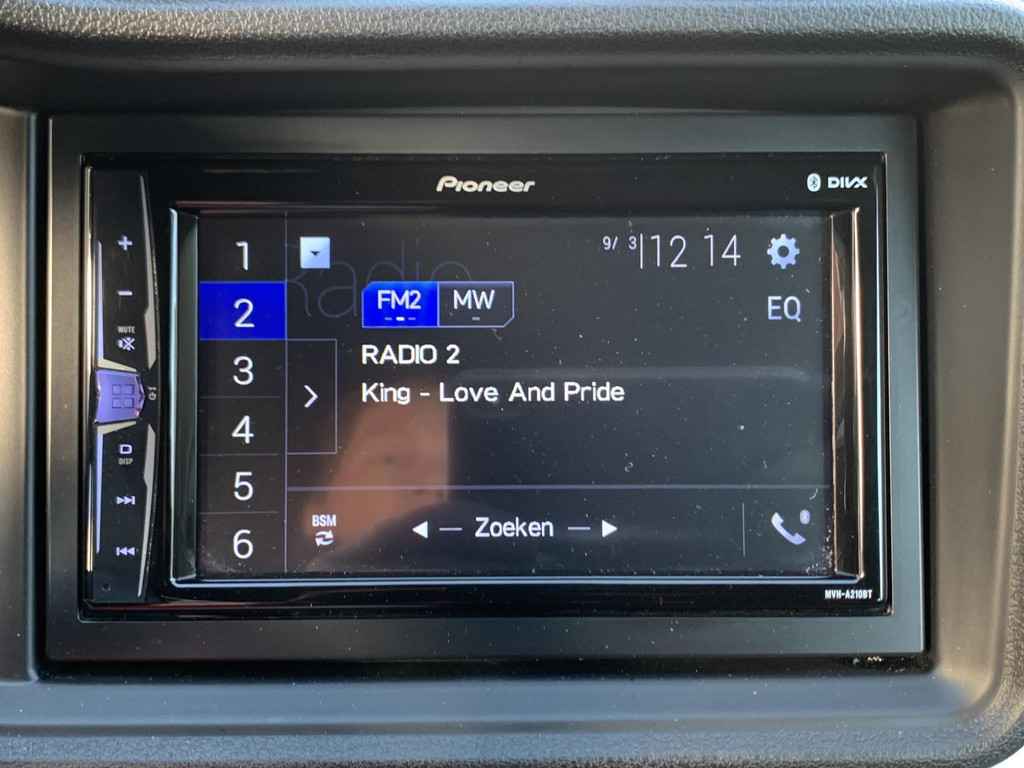 Pioneer
DIVX
1
2
3
4
5
6
Radio
9/ 3 12 14
FM2 MW
EQ
RADIO 2
King - Love And Pride
BSM
Zoeken
MUTE
DISP
MVH-A210BT